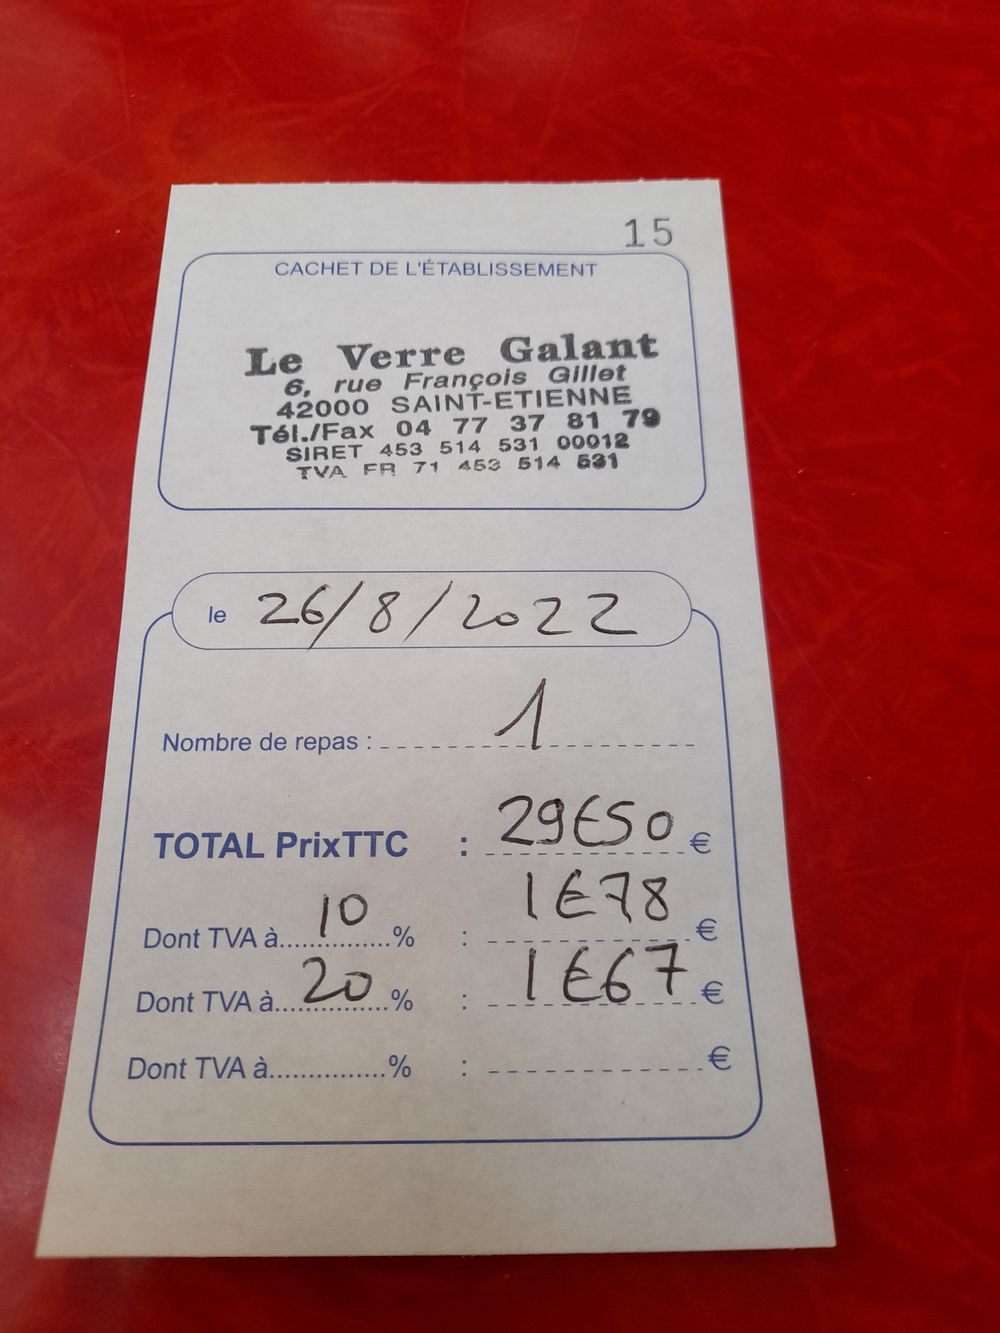 15
CACHET DE L'ÉTABLISSEMENT
Le Verre Galant
6, rue François Gillet
42000 SAINT-ETIENNE
Tél./Fax 04 77 37 81 79
SIRET 453 514 531 00012
TVA FR 71 453 514 531
le 26/8/2022
Nombre de repas : 1
TOTAL PrixTTC : 29€50 €
Dont TVA à 10 % : 1€78 €
Dont TVA à 20 % : 1€67 €
Dont TVA à............... % : €